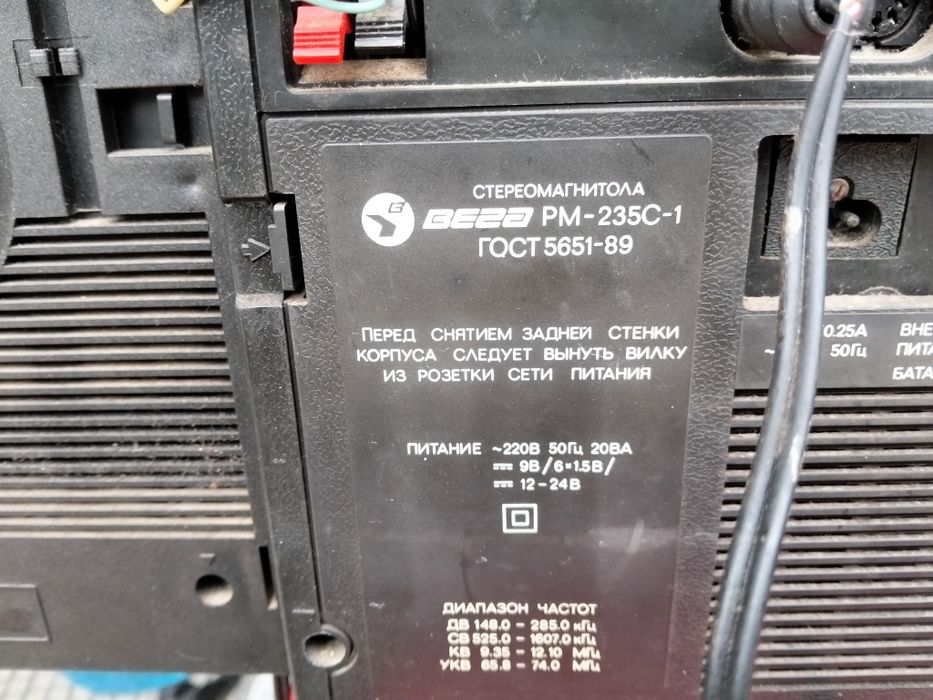 СТЕРЕОМАГНИТОЛА
В ВЕГА РМ-235С-1
ГОСТ 5651-89
ПЕРЕД СНЯТИЕМ ЗАДНЕЙ СТЕНКИ
КОРПУСА СЛЕДУЕТ ВЫНУТЬ ВИЛКУ
ИЗ РОЗЕТКИ СЕТИ ПИТАНИЯ
ПИТАНИЕ ~220В 50Гц 20ВА
⎓ 9В/6×1.5В/
⎓ 12-24В
ДИАПАЗОН ЧАСТОТ
ДВ 148.0 - 285.0 кГц
СВ 525.0 - 1607.0 кГц
КВ 9.35 - 12.10 МГц
УКВ 65.8 - 74.0 МГц
0.25А ВНЕ
~ 50Гц ПИТ
БАТА